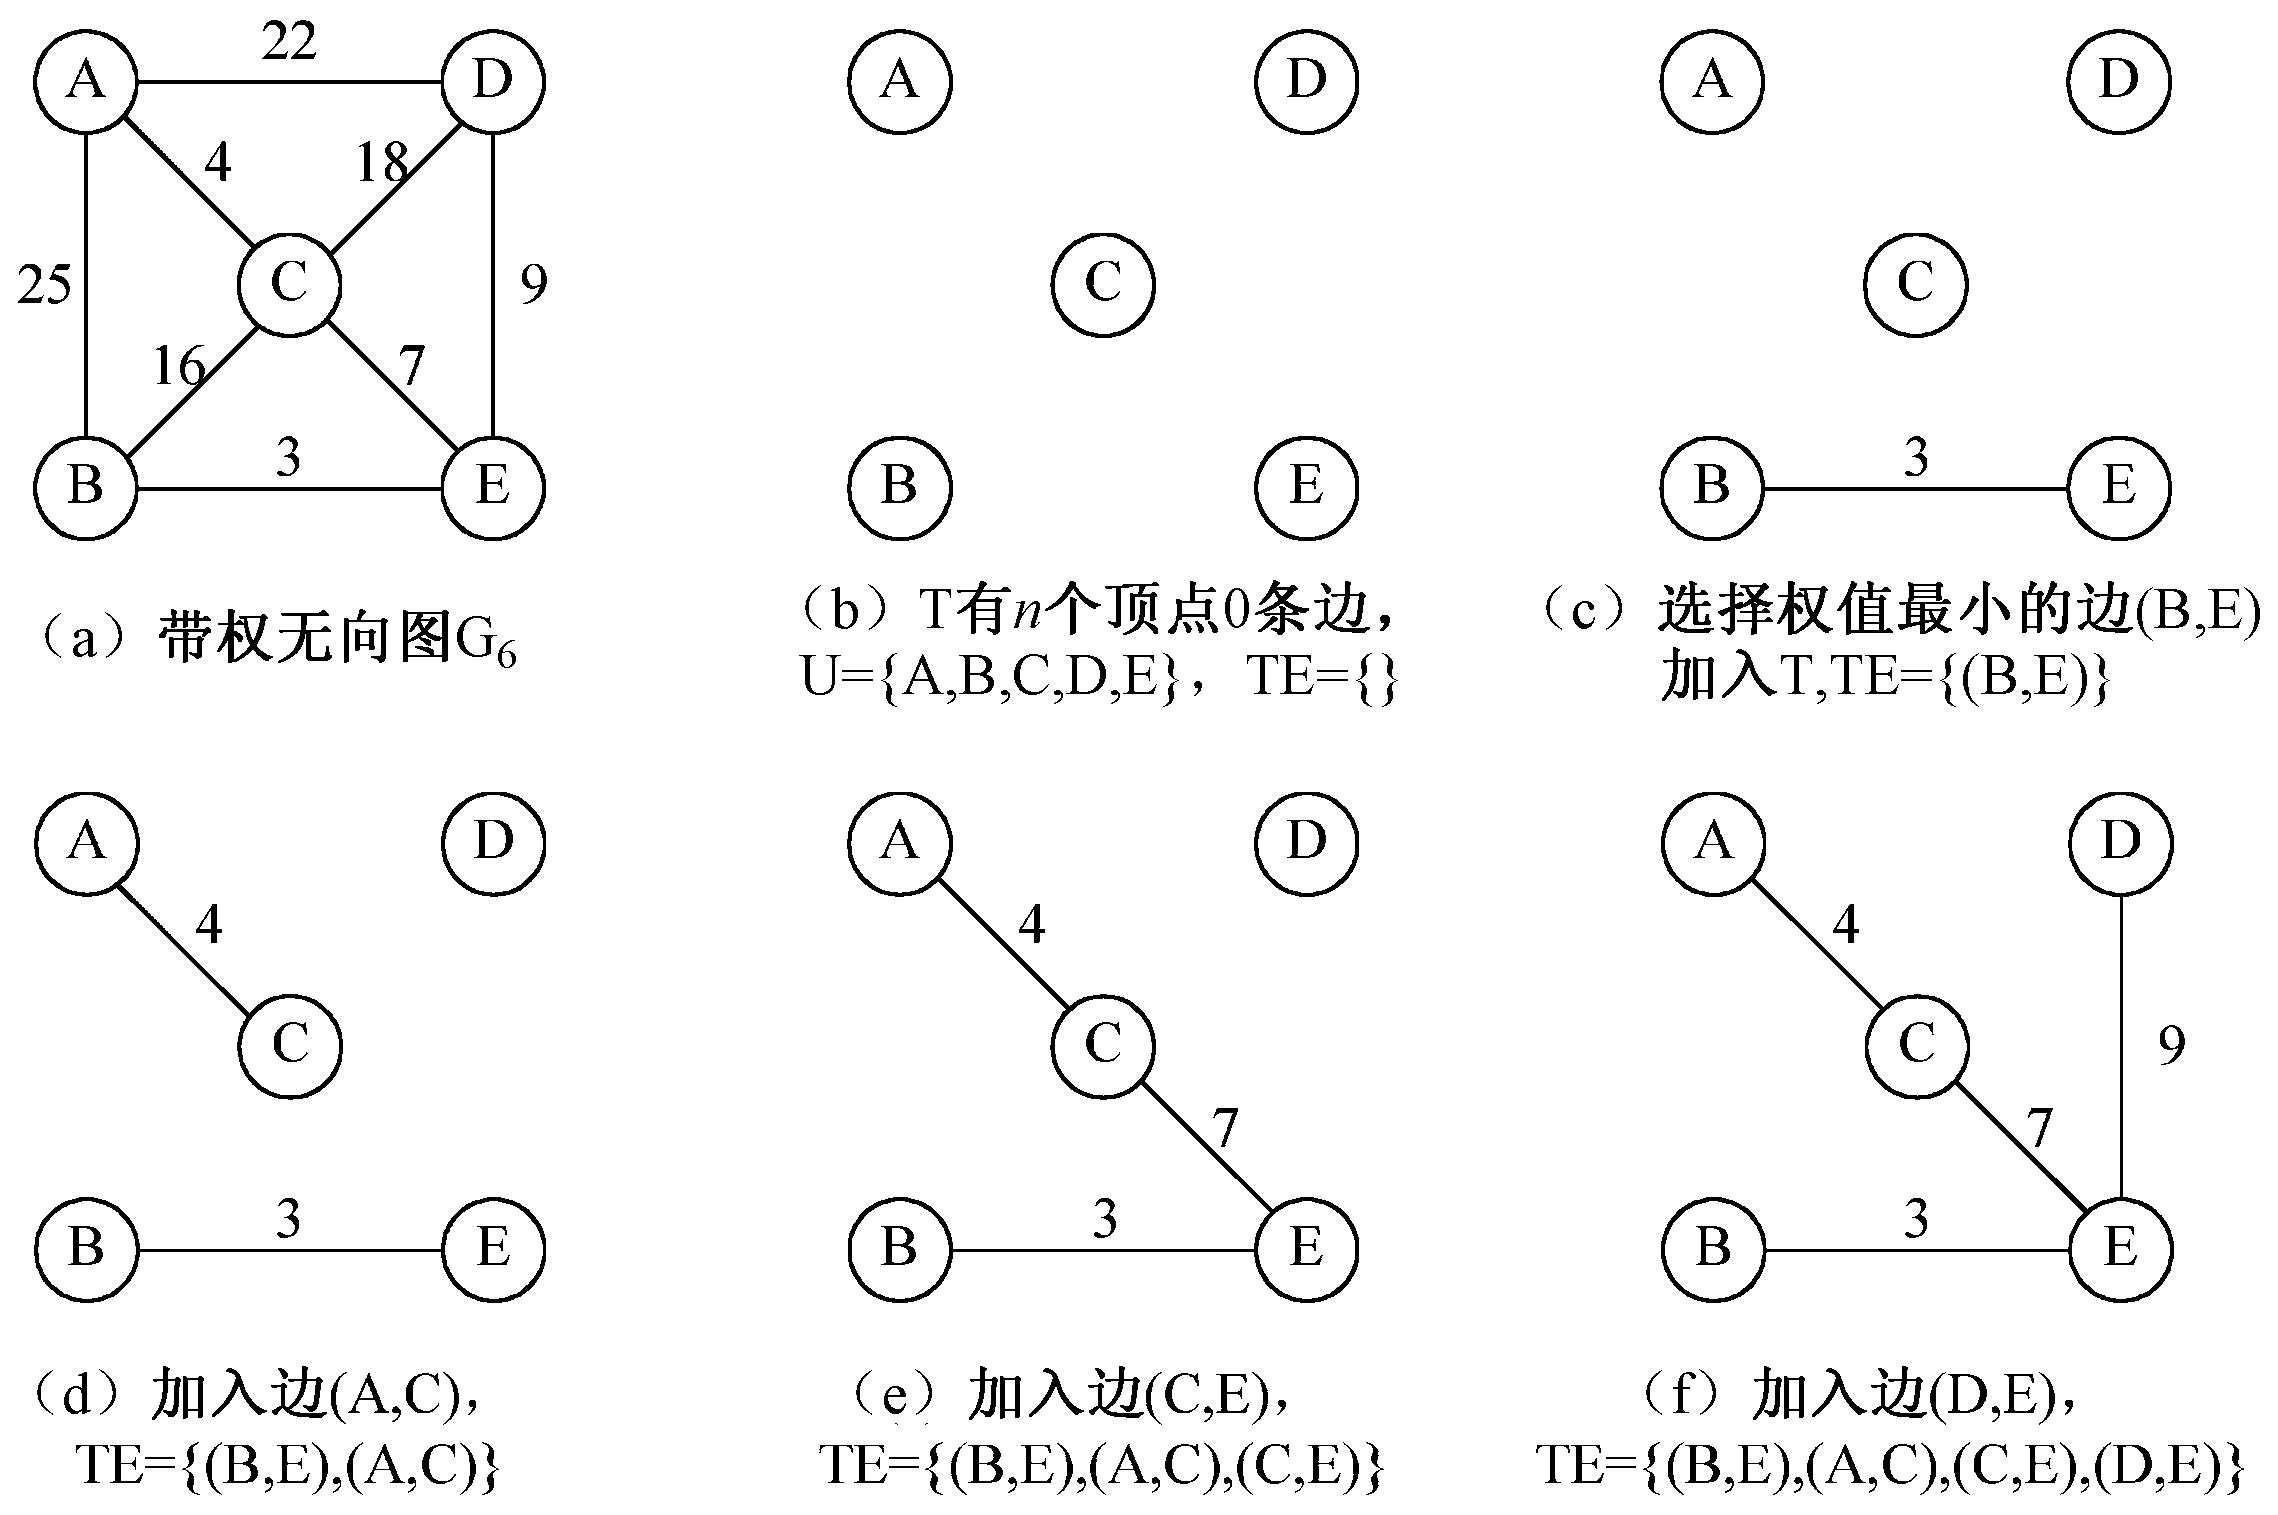 22
A
D
4
18
25
C
9
16
7
3
B
E
（a）带权无向图G6
A
D
C
B
E
（b）T有n个顶点0条边，
U={A,B,C,D,E}，TE={}
A
D
C
3
B
E
（c）选择权值最小的边(B,E)
加入T,TE={(B,E)}
A
D
4
C
3
B
E
（d）加入边(A,C)，
TE={(B,E),(A,C)}
A
D
4
C
7
3
B
E
（e）加入边(C,E)，
TE={(B,E),(A,C),(C,E)}
A
D
4
C
9
7
3
B
E
（f）加入边(D,E)，
TE={(B,E),(A,C),(C,E),(D,E)}